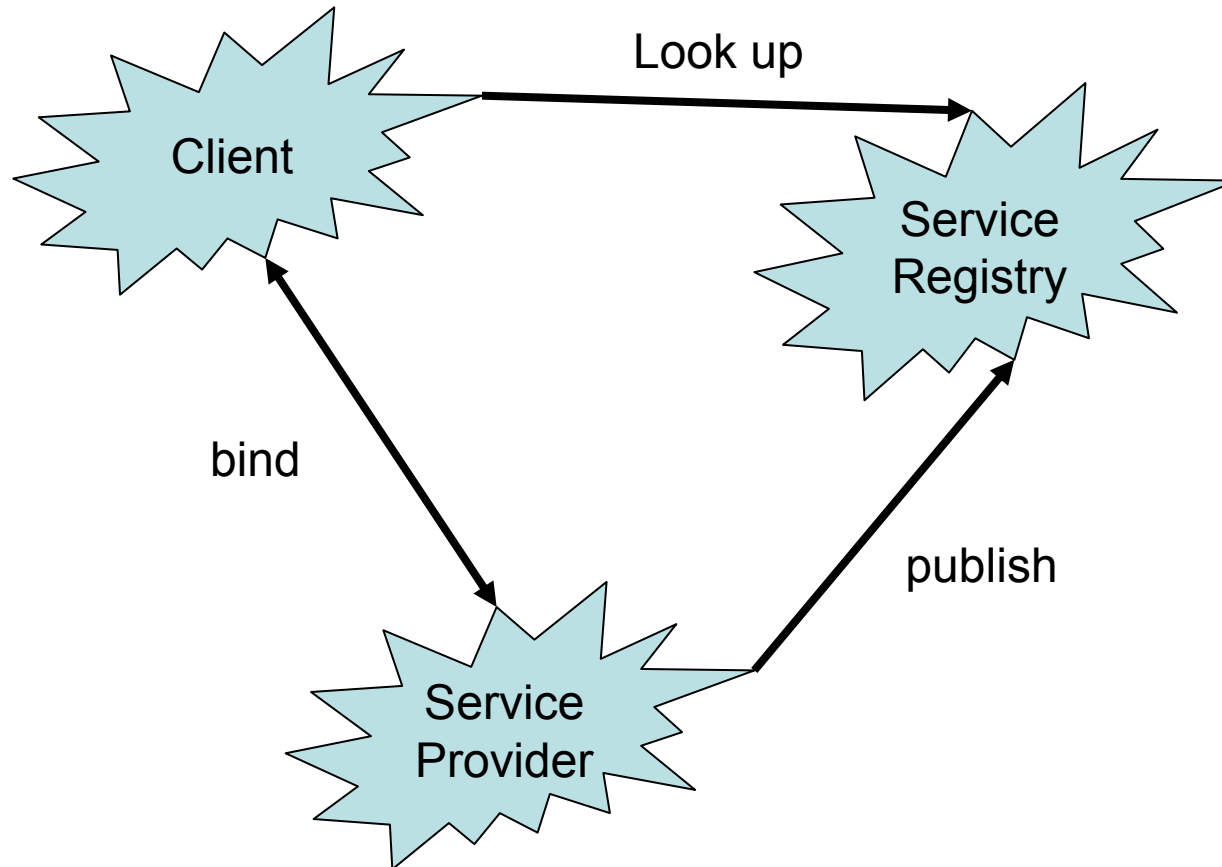 Look up
Client
Service
Registry
bind
publish
Service
Provider